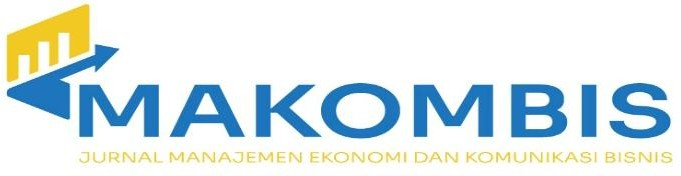 MAKOMBIS
JURNAL MANAJEMEN EKONOMI DAN KOMUNIKASI BISNIS